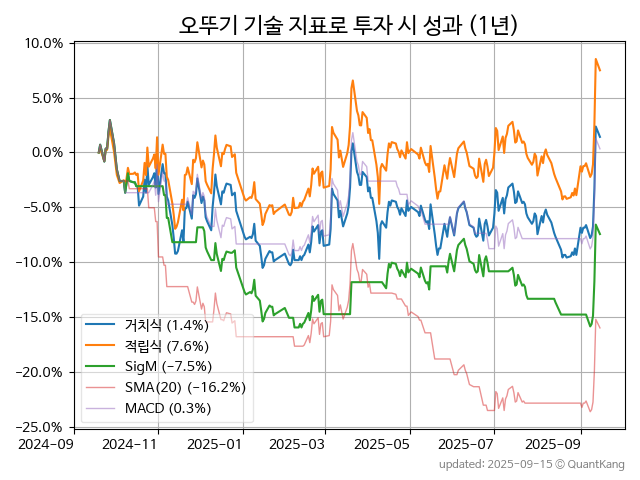 오뚜기 기술 지표로 투자 시 성과 (1년)
10.0%
5.0%
0.0%
−5.0%
−10.0%
−15.0%
−20.0%
−25.0%
거치식 (1.4%)
적립식 (7.6%)
SigM (−7.5%)
SMA(20) (−16.2%)
MACD (0.3%)
2024-09
2024-11
2025-01
2025-03
2025-05
2025-07
2025-09
updated: 2025-09-15 © QuantKang